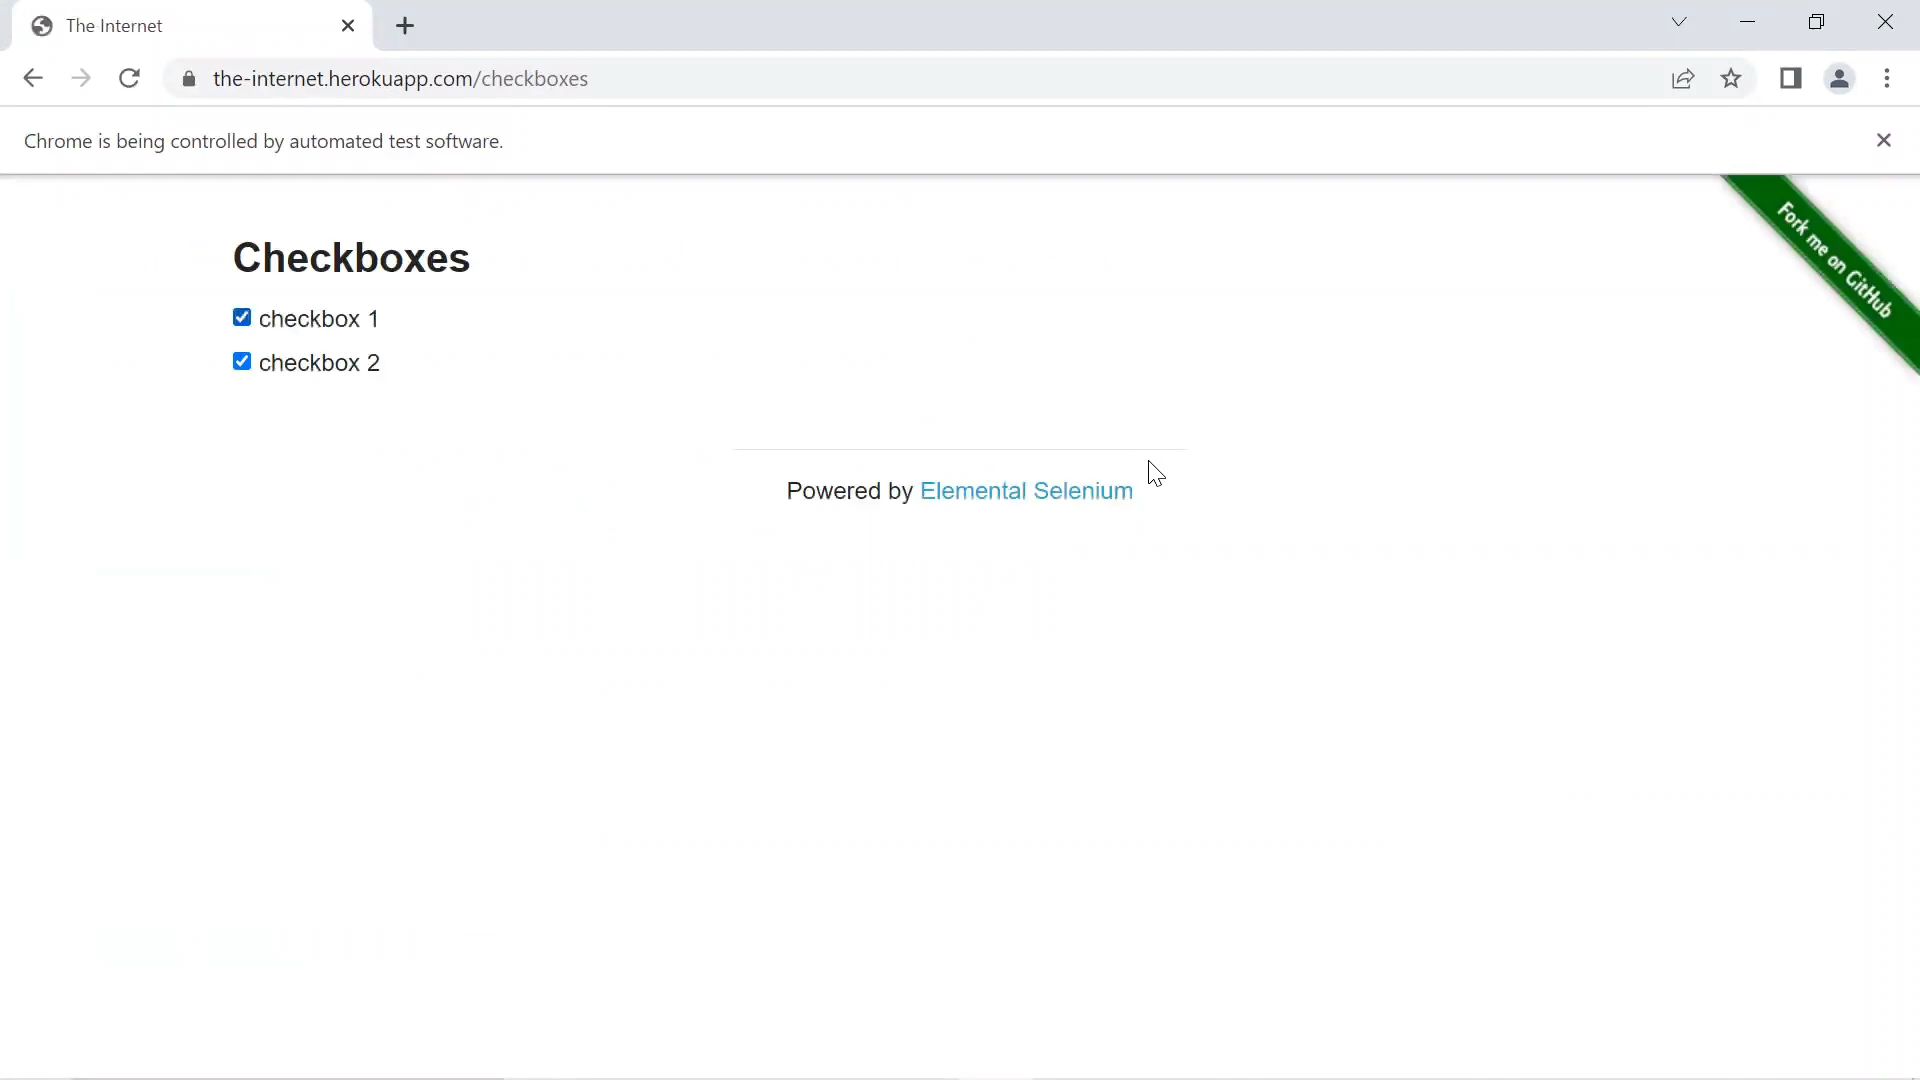 The Internet
the-internet.herokuapp.com/checkboxes
Chrome is being controlled by automated test software.
Fork me on GitHub
Checkboxes
checkbox 1
checkbox 2
Powered by Elemental Selenium